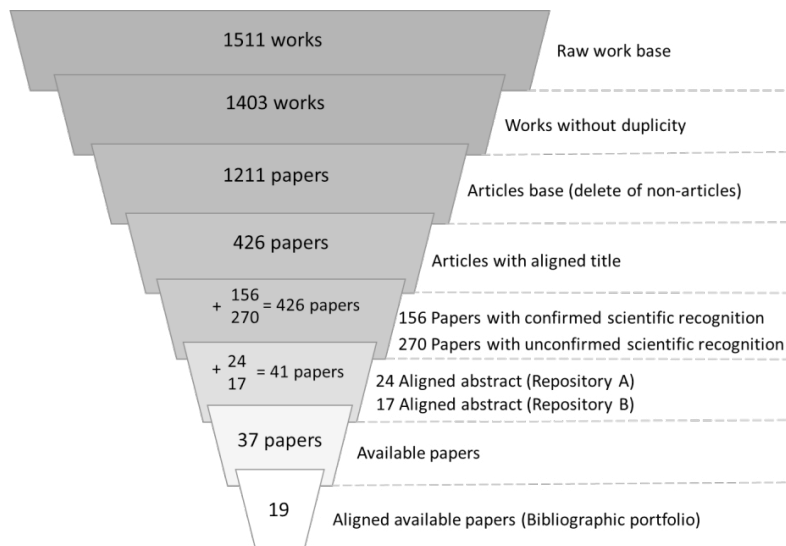 1511 works
Raw work base
1403 works
Works without duplicity
1211 papers
Articles base (delete of non-articles)
426 papers
Articles with aligned title
+ 156 270 = 426 papers
156 Papers with confirmed scientific recognition
270 Papers with unconfirmed scientific recognition
+ 24 17 = 41 papers
24 Aligned abstract (Repository A)
17 Aligned abstract (Repository B)
37 papers
Available papers
19
Aligned available papers (Bibliographic portfolio)